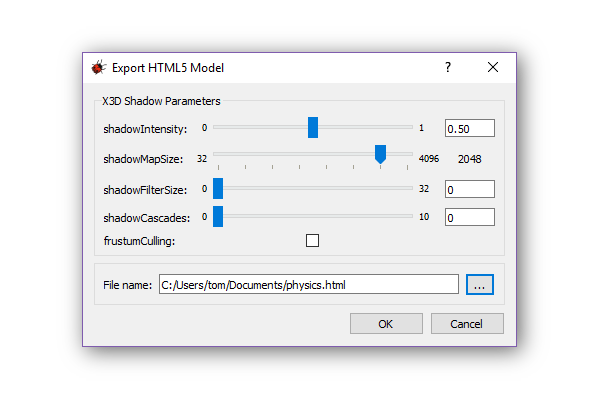 Export HTML5 Model ?
X3D Shadow Parameters
shadowIntensity: 0 1 0.50
shadowMapSize: 32 4096 2048
shadowFilterSize: 0 32 0
shadowCascades: 0 10 0
frustumCulling:
File name: C:/Users/tom/Documents/physics.html ...
OK Cancel